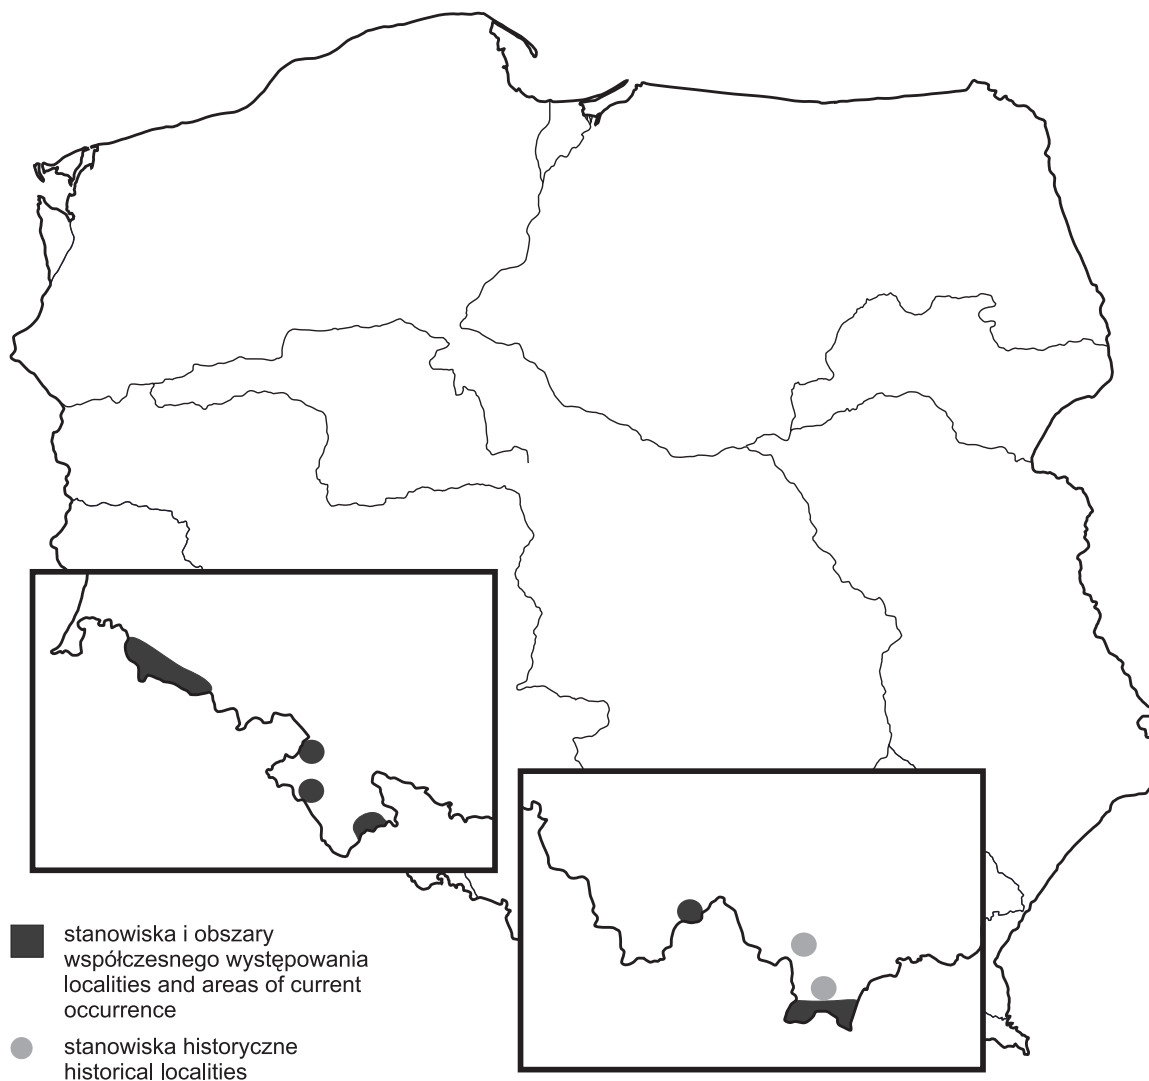 stanowiska i obszary
współczesnego występowania
localities and areas of current
occurrence
stanowiska historyczne
historical localities